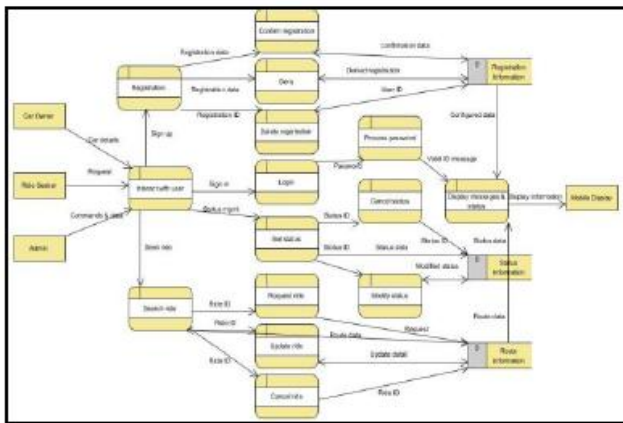 Confirm registration
Registration data
Confirmation data
D
Registration
Information
Registration
Registration data
Deny
Denied registration
User ID
Registration ID
Delete registration
Car Owner
Car details
Sign up
Process password
Configured data
Request
Interact with user
Sign in
Login
Password
Valid ID message
Commands & data
Status mgmt
Status ID
Cancel status
Display messages &
status
Display information
Mobile Display
Admin
Set status
Status ID
Status data
Status ID
Status data
D
Status
Information
Seek ride
Modified status
Modify status
Search ride
Ride ID
Request ride
Request
Route data
Ride ID
Update ride
Route data
Update detail
D
Route
Information
Ride ID
Cancel ride
Ride ID